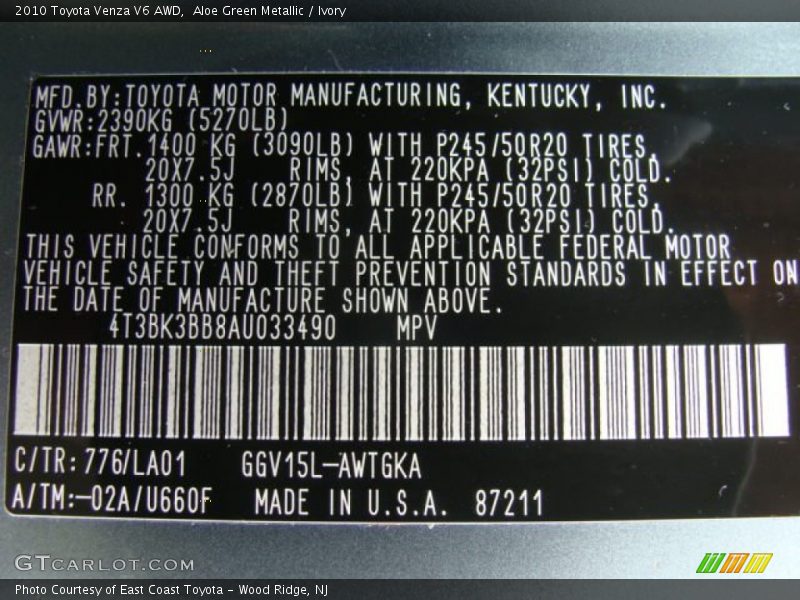 2010 Toyota Venza V6 AWD,  Aloe Green Metallic / Ivory
MFD.BY:TOYOTA MOTOR MANUFACTURING, KENTUCKY, INC.
GVWR:2390KG (5270LB)
GAWR:FRT.1400 KG (3090LB) WITH P245/50R20 TIRES,
20X7.5J RIMS, AT 220KPA (32PSI) COLD.
RR. 1300 KG (2870LB) WITH P245/50R20 TIRES,
20X7.5J RIMS, AT 220KPA (32PSI) COLD.
THIS VEHICLE CONFORMS TO ALL APPLICABLE FEDERAL MOTOR
VEHICLE SAFETY AND THEFT PREVENTION STANDARDS IN EFFECT ON
THE DATE OF MANUFACTURE SHOWN ABOVE.
4T3BK3BB8AU033490 MPV
C/TR:776/LA01 GGV15L-AWTGKA
A/TM:-02A/U660F MADE IN U.S.A. 87211
GTCARLOT.COM
Photo Courtesy of East Coast Toyota - Wood Ridge, NJ